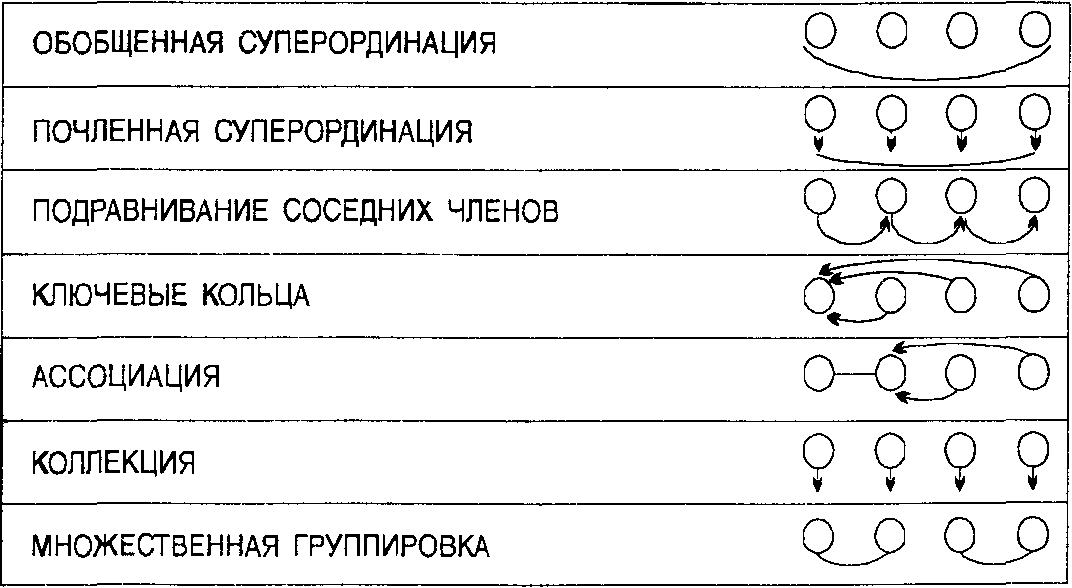 ОБОБЩЕННАЯ СУПЕРОРДИНАЦИЯ
ПОЧЛЕННАЯ СУПЕРОРДИНАЦИЯ
ПОДРАВНИВАНИЕ СОСЕДНИХ ЧЛЕНОВ
КЛЮЧЕВЫЕ КОЛЬЦА
АССОЦИАЦИЯ
КОЛЛЕКЦИЯ
МНОЖЕСТВЕННАЯ ГРУППИРОВКА